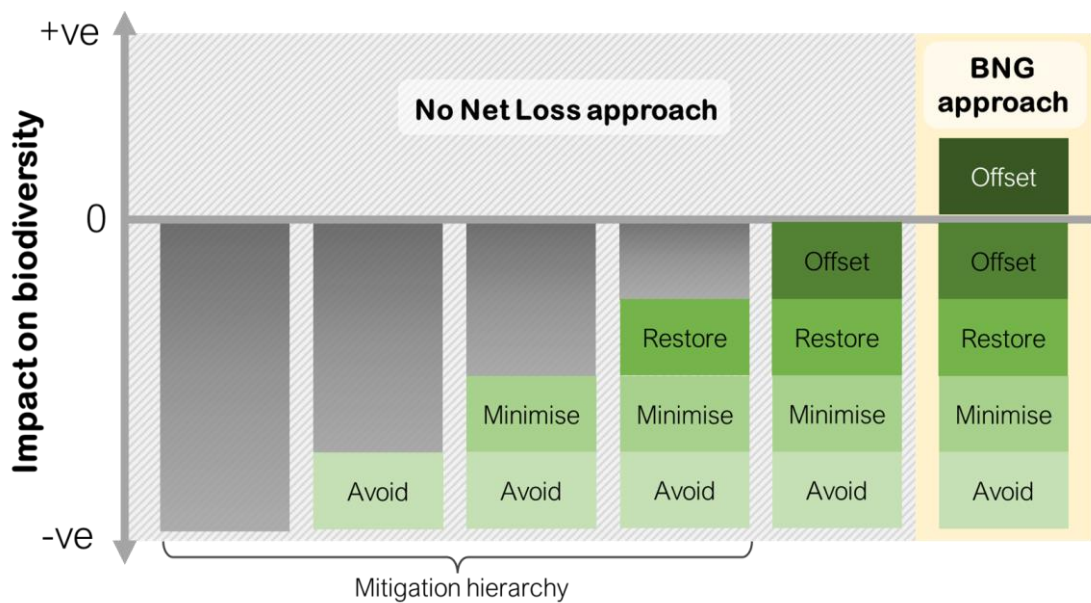 +ve
No Net Loss approach
BNG
approach
Impact on biodiversity
0
-ve
Offset
Offset
Offset
Restore
Restore
Restore
Minimise
Minimise
Minimise
Minimise
Avoid
Avoid
Avoid
Avoid
Avoid
Mitigation hierarchy